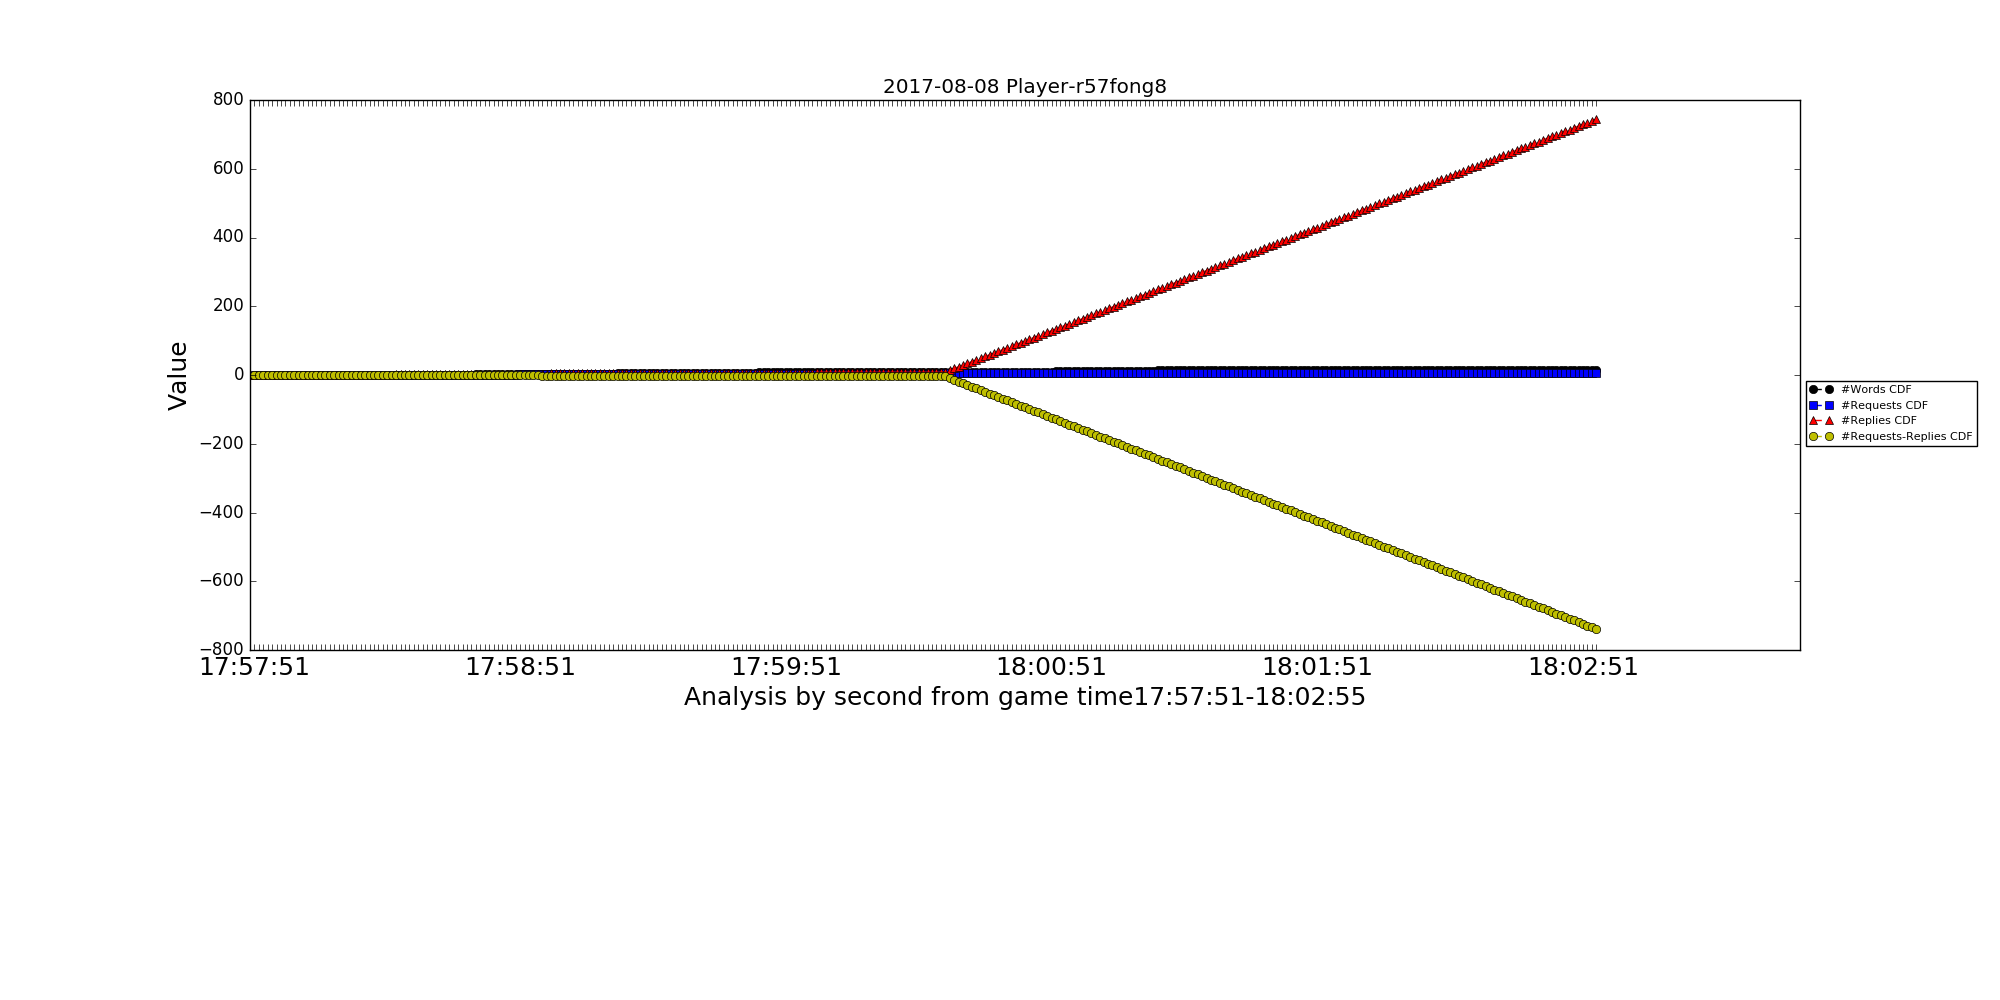 2017-08-08 Player-r57fong8
800
600
400
200
0
−200
−400
−600
−800
Value
17:57:51 17:58:51 17:59:51 18:00:51 18:01:51 18:02:51
Analysis by second from game time17:57:51-18:02:55
#Words CDF
#Requests CDF
#Replies CDF
#Requests-Replies CDF